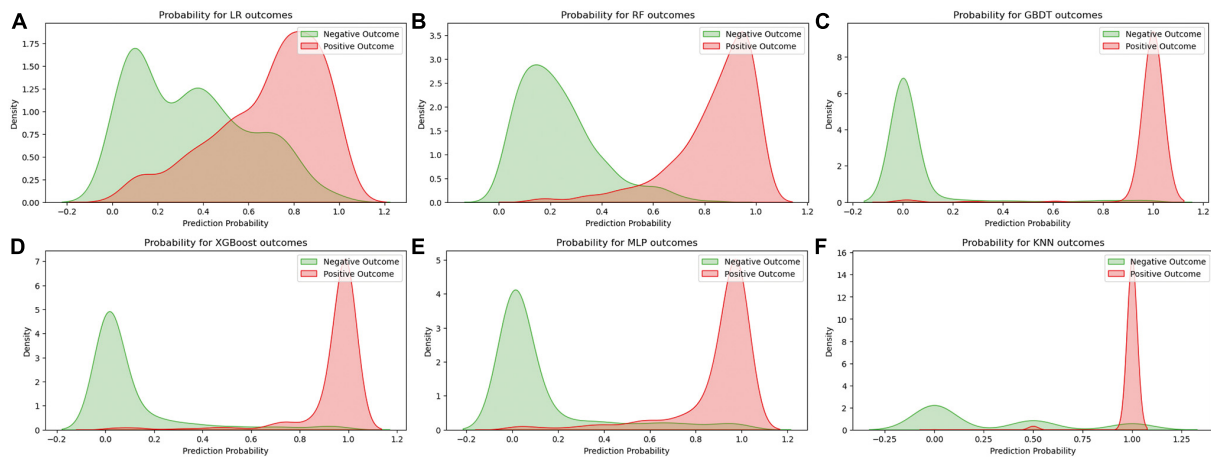 A
Probability for LR outcomes
Negative Outcome
Positive Outcome
1.75
1.50
1.25
1.00
0.75
0.50
0.25
0.00
Density
−0.2 0.0 0.2 0.4 0.6 0.8 1.0 1.2
Prediction Probability
B
Probability for RF outcomes
Negative Outcome
Positive Outcome
3.5
3.0
2.5
2.0
1.5
1.0
0.5
0.0
Density
0.0 0.2 0.4 0.6 0.8 1.0 1.2
Prediction Probability
C
Probability for GBDT outcomes
Negative Outcome
Positive Outcome
8
6
4
2
0
Density
0.0 0.2 0.4 0.6 0.8 1.0 1.2
Prediction Probability
D
Probability for XGBoost outcomes
Negative Outcome
Positive Outcome
7
6
5
4
3
2
1
0
Density
−0.2 0.0 0.2 0.4 0.6 0.8 1.0 1.2
Prediction Probability
E
Probability for MLP outcomes
Negative Outcome
Positive Outcome
5
4
3
2
1
0
Density
−0.2 0.0 0.2 0.4 0.6 0.8 1.0 1.2
Prediction Probability
F
Probability for KNN outcomes
Negative Outcome
Positive Outcome
16
14
12
10
8
6
4
2
0
Density
−0.25 0.00 0.25 0.50 0.75 1.00 1.25
Prediction Probability